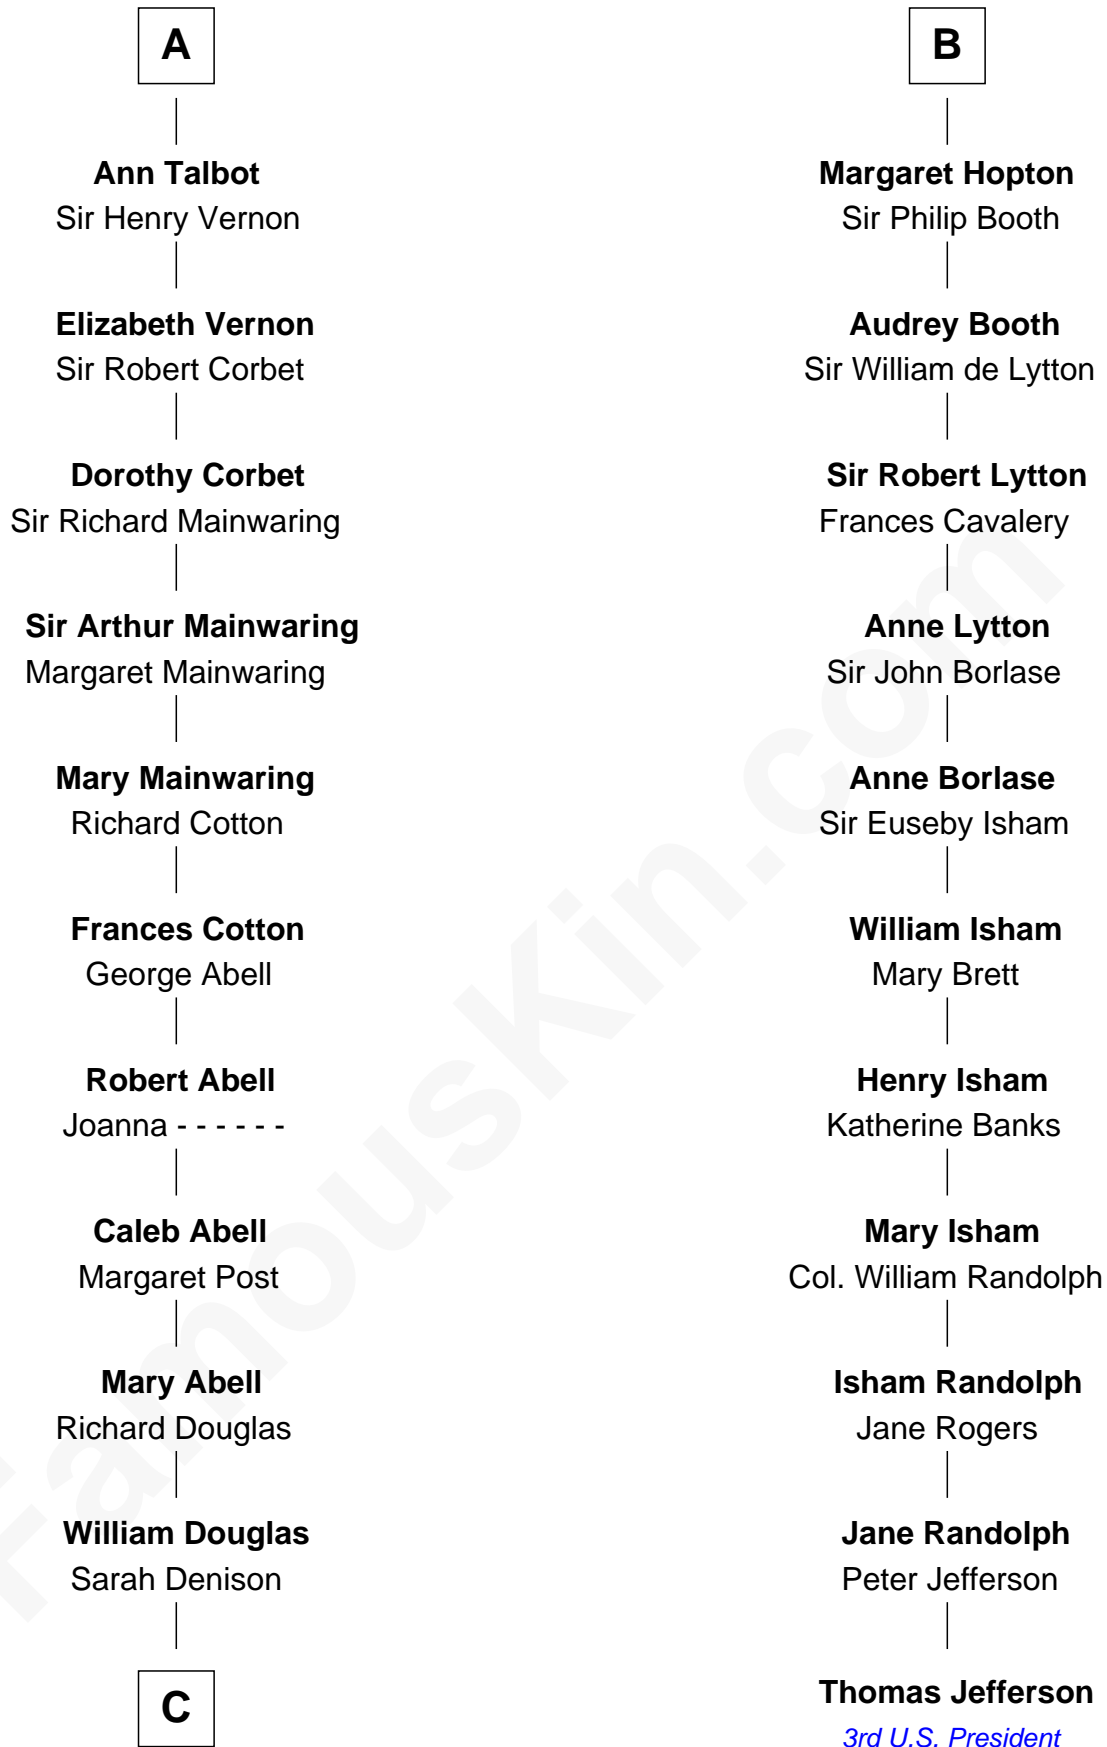 A
Ann Talbot
Sir Henry Vernon
Elizabeth Vernon
Sir Robert Corbet
Dorothy Corbet
Sir Richard Mainwaring
Sir Arthur Mainwaring
Margaret Mainwaring
Mary Mainwaring
Richard Cotton
Frances Cotton
George Abell
Robert Abell
Joanna - - - - - -
Caleb Abell
Margaret Post
Mary Abell
Richard Douglas
William Douglas
Sarah Denison
C
B
Margaret Hopton
Sir Philip Booth
Audrey Booth
Sir William de Lytton
Sir Robert Lytton
Frances Cavalery
Anne Lytton
Sir John Borlase
Anne Borlase
Sir Euseby Isham
William Isham
Mary Brett
Henry Isham
Katherine Banks
Mary Isham
Col. William Randolph
Isham Randolph
Jane Rogers
Jane Randolph
Peter Jefferson
Thomas Jefferson
3rd U.S. President
FamousKin.com